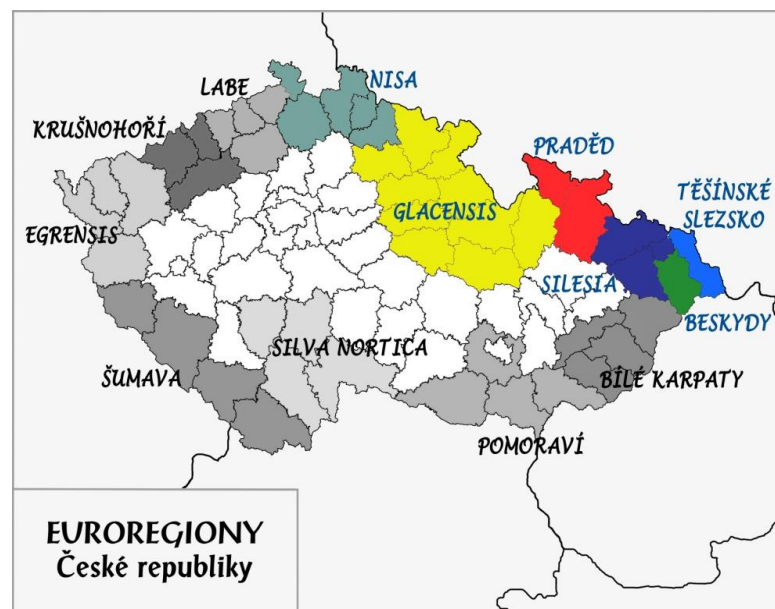 NISA
LABE
KRUŠNOHOŘÍ
PRADĚD
TĚŠÍNSKÉ
SLEZSKO
GLACENSIS
EGRENSIS
SILESIA
BESKYDY
SILVA NORTICA
ŠUMAVA
BÍLÉ KARPATY
POMORAVÍ
EUROREGIONY
České republiky